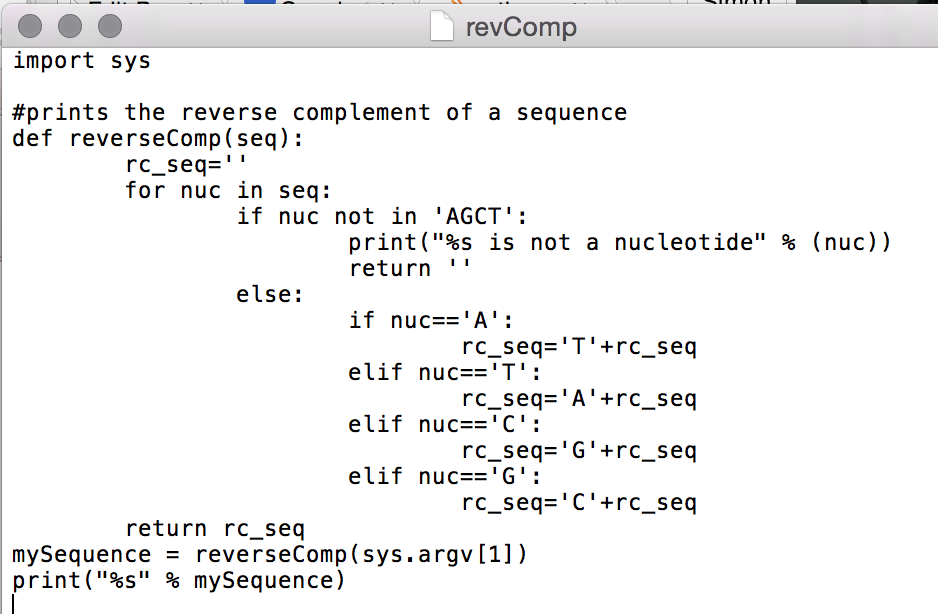 revComp
import sys
#prints the reverse complement of a sequence
def reverseComp(seq):
rc_seq=''
for nuc in seq:
if nuc not in 'AGCT':
print("%s is not a nucleotide" % (nuc))
return ''
else:
if nuc=='A':
rc_seq='T'+rc_seq
elif nuc=='T':
rc_seq='A'+rc_seq
elif nuc=='C':
rc_seq='G'+rc_seq
elif nuc=='G':
rc_seq='C'+rc_seq
return rc_seq
mySequence = reverseComp(sys.argv[1])
print("%s" % mySequence)